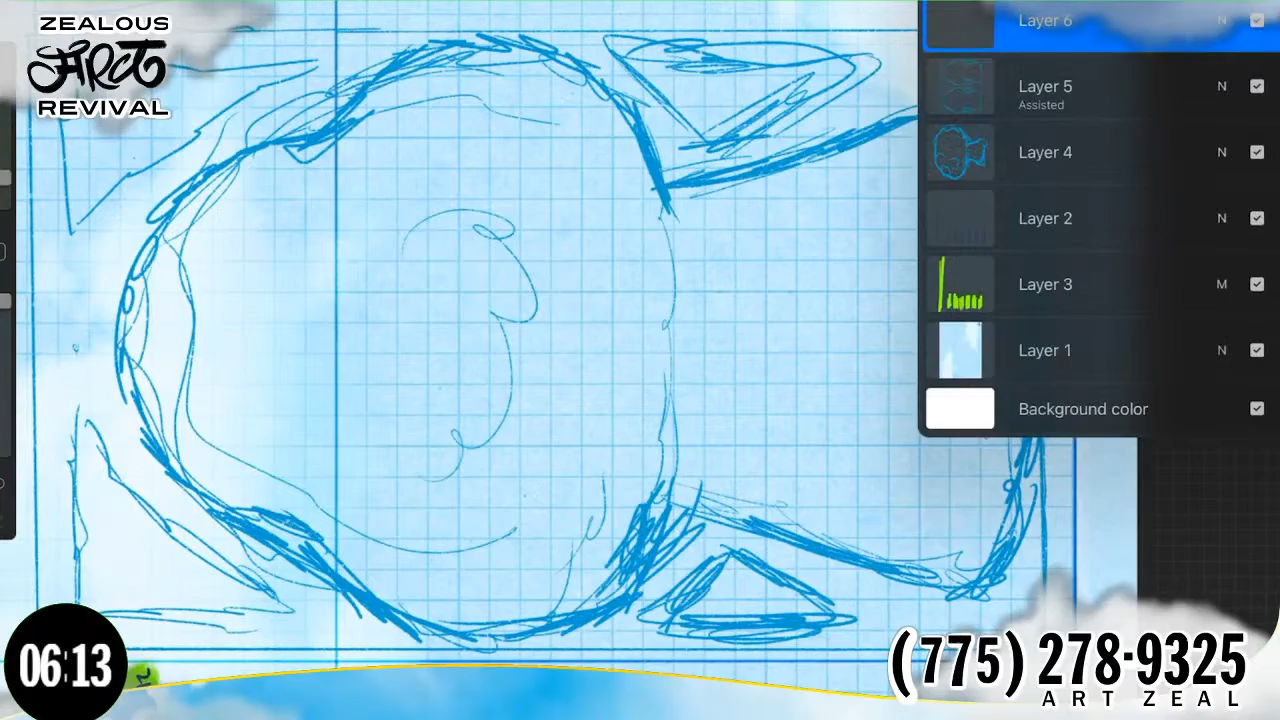 ZEALOUS
ART
REVIVAL
Layer 6
N
Layer 5
N
Assisted
Layer 4
N
Layer 2
N
Layer 3
M
Layer 1
N
Background color
06:13
(775) 278-9325
ART ZEAL